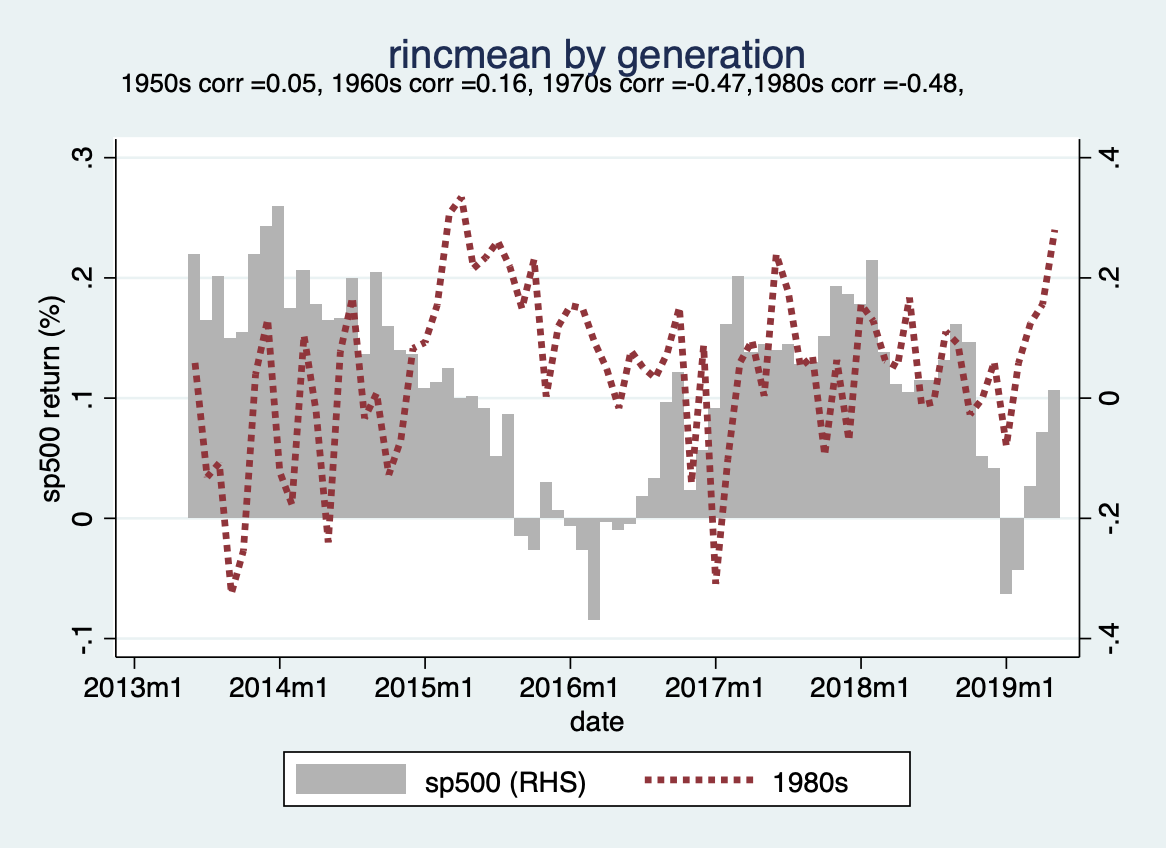 rincmean by generation
1950s corr =0.05, 1960s corr =0.16, 1970s corr =-0.47,1980s corr =-0.48,
sp500 return (%)
.3
.2
.1
0
-.1
.4
.2
0
-.2
-.4
2013m1 2014m1 2015m1 2016m1 2017m1 2018m1 2019m1
date
sp500 (RHS) 1980s